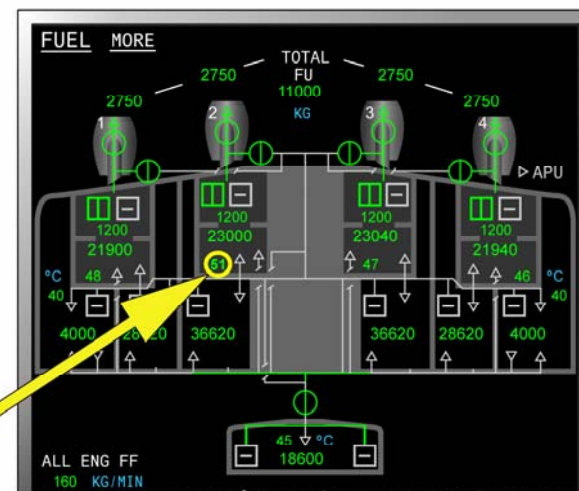 FUEL MORE
TOTAL
FU
11000
KG
2750 2750 2750 2750
1 2 3 4
APU
1200 1200 1200 1200
21900 23000 23040 21940
°C 48 51 47 46 °C
40 40
4000 28620 36620 36620 28620 4000
45 °C
18600
ALL ENG FF
160 KG/MIN